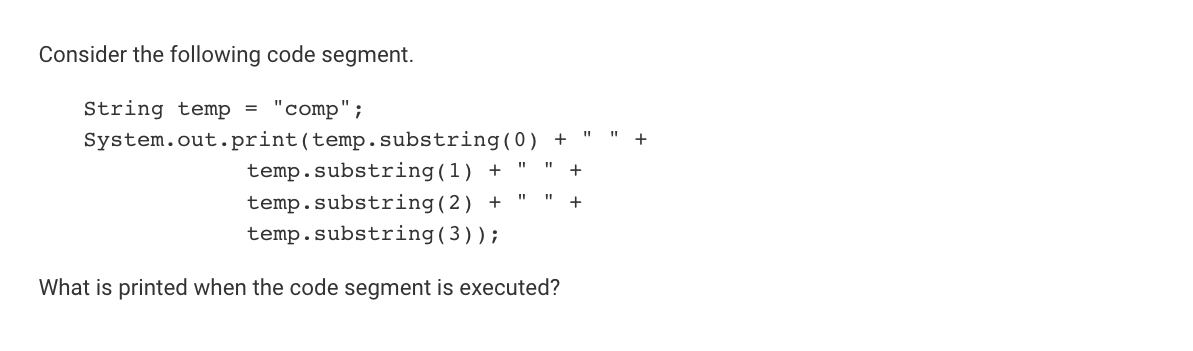 Consider the following code segment.
String temp = "comp";
System.out.print(temp.substring(0) + " " +
temp.substring(1) + " " +
temp.substring(2) + " " +
temp.substring(3));
What is printed when the code segment is executed?